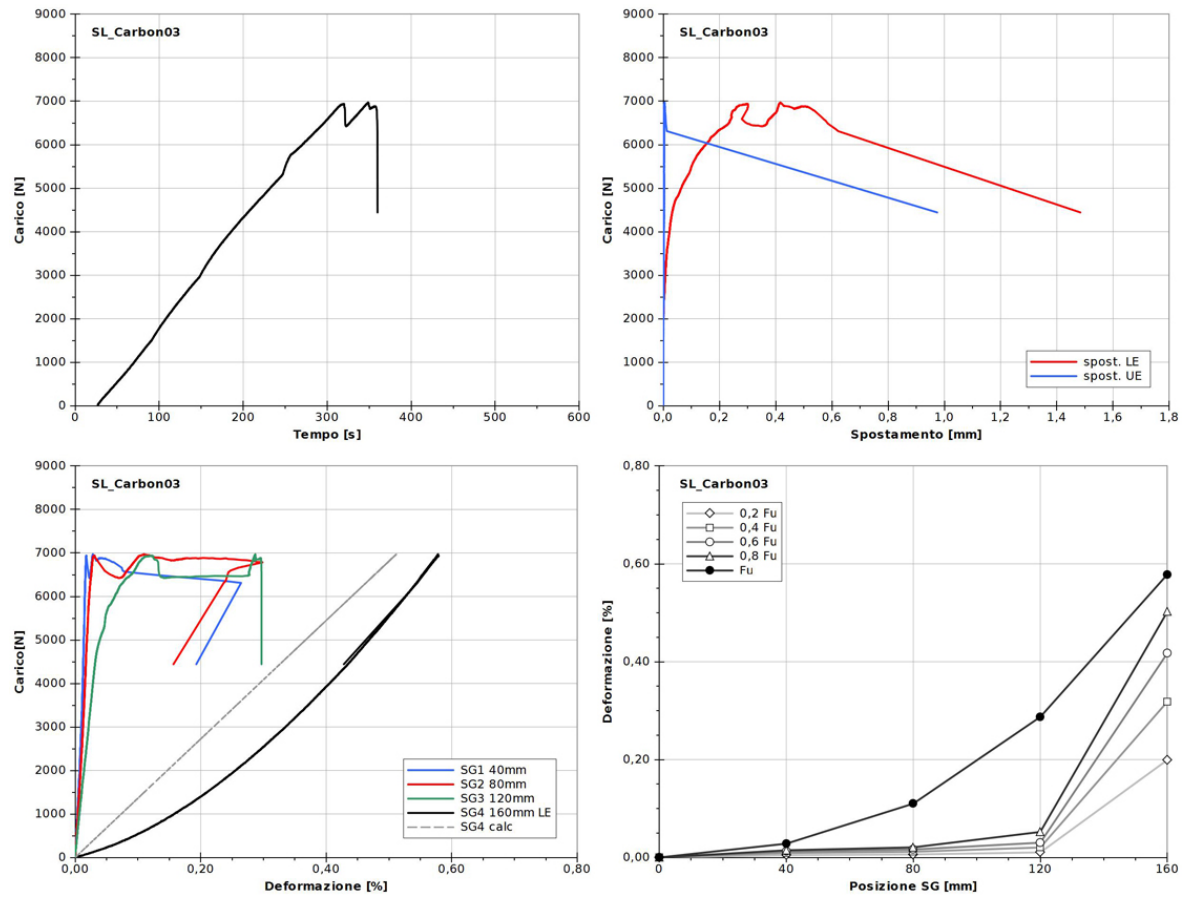 SL_Carbon03
9000
8000
7000
6000
5000
4000
3000
2000
1000
0
Carico [N]
0 100 200 300 400 500 600
Tempo [s]
SL_Carbon03
9000
8000
7000
6000
5000
4000
3000
2000
1000
0
Carico [N]
spost. LE
spost. UE
0,0 0,2 0,4 0,6 0,8 1,0 1,2 1,4 1,6 1,8
Spostamento [mm]
SL_Carbon03
9000
8000
7000
6000
5000
4000
3000
2000
1000
0
Carico[N]
SG1 40mm
SG2 80mm
SG3 120mm
SG4 160mm LE
SG4 calc
0,00 0,20 0,40 0,60 0,80
Deformazione [%]
SL_Carbon03
0,80
0,60
0,40
0,20
0,00
Deformazione [%]
0,2 Fu
0,4 Fu
0,6 Fu
0,8 Fu
Fu
0 40 80 120 160
Posizione SG [mm]